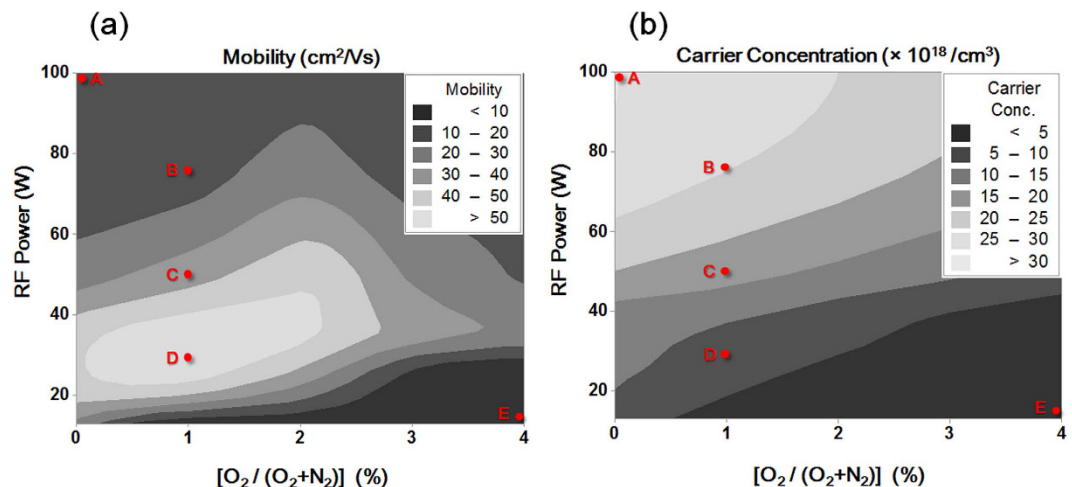 (a)
Mobility (cm²/Vs)
RF Power (W)
100
80
60
40
20
0
1
2
3
4
[O₂ / (O₂+N₂)] (%)
A
B
C
D
E
Mobility
< 10
10 – 20
20 – 30
30 – 40
40 – 50
> 50
(b)
Carrier Concentration (× 10¹⁸ /cm³)
RF Power (W)
100
80
60
40
20
0
1
2
3
4
[O₂ / (O₂+N₂)] (%)
A
B
C
D
E
Carrier
Conc.
< 5
5 – 10
10 – 15
15 – 20
20 – 25
25 – 30
> 30